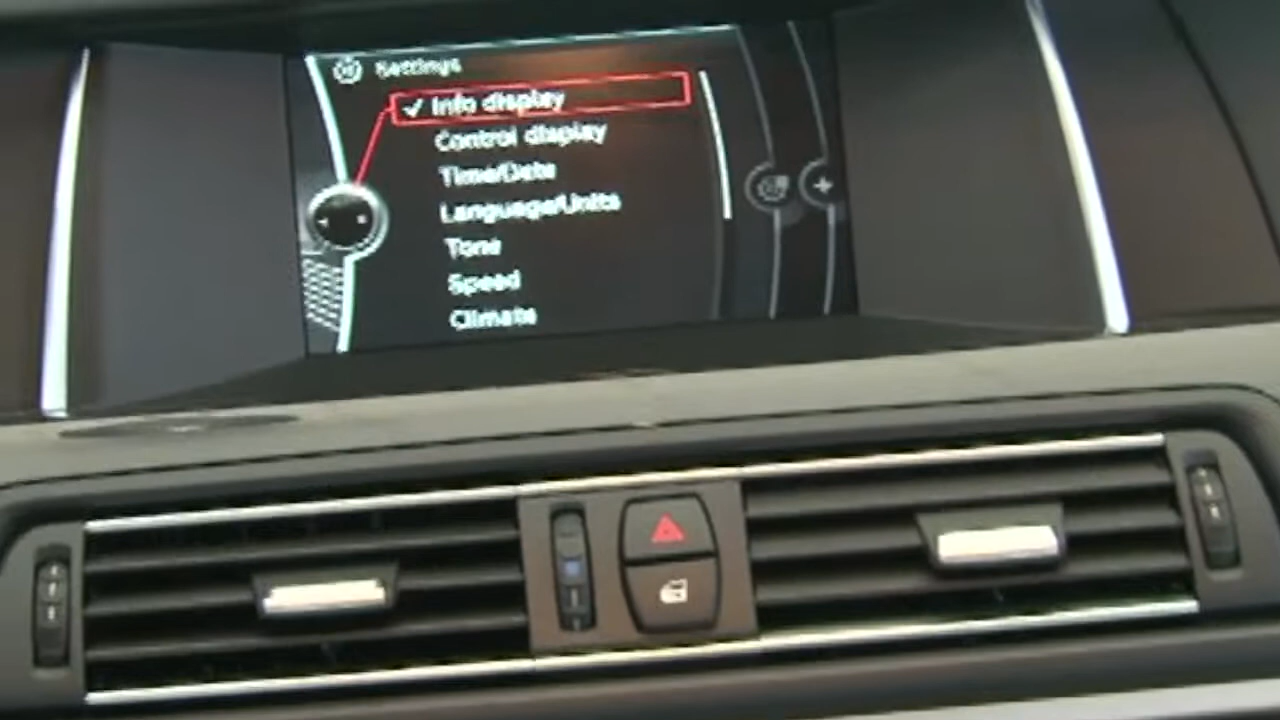 Settings
Info display
Control display
Time/Date
Language/Units
Tone
Speed
Climate